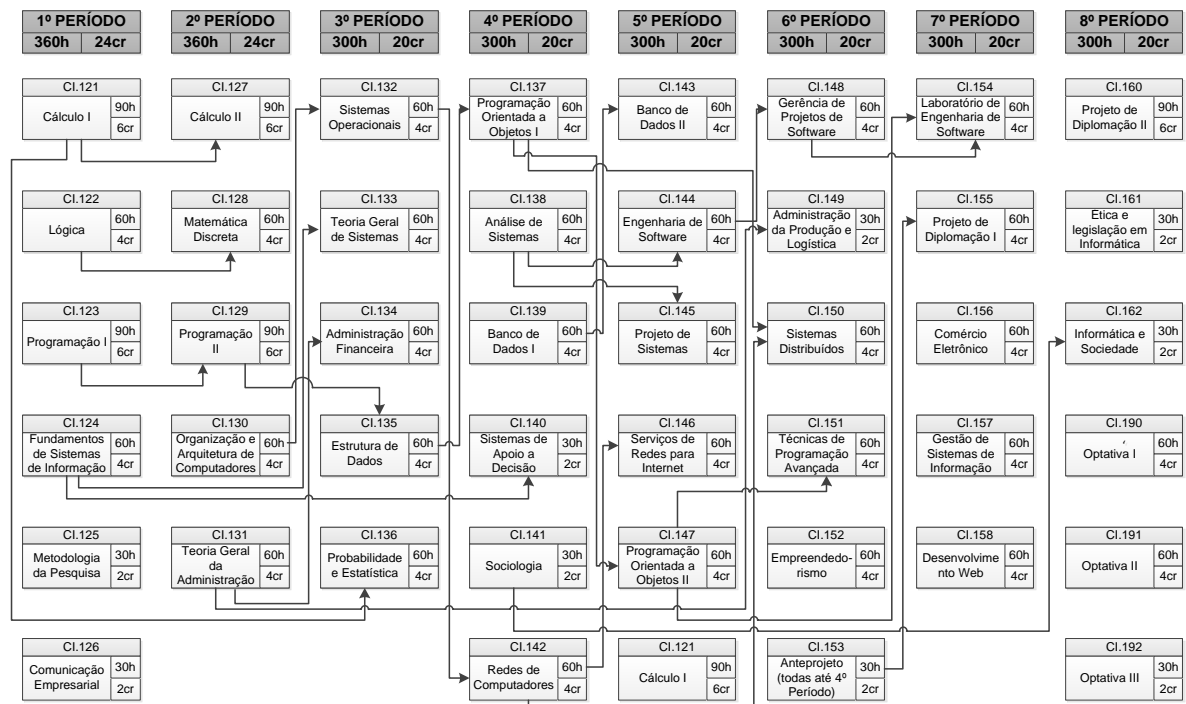 1º PERÍODO
360h 24cr
2º PERÍODO
360h 24cr
3º PERÍODO
300h 20cr
4º PERÍODO
300h 20cr
5º PERÍODO
300h 20cr
6º PERÍODO
300h 20cr
7º PERÍODO
300h 20cr
8º PERÍODO
300h 20cr
CI.121
Cálculo I
90h
6cr
CI.127
Cálculo II
90h
6cr
CI.132
Sistemas
Operacionais
60h
4cr
CI.137
Programação
Orientada a
Objetos I
60h
4cr
CI.143
Banco de
Dados II
60h
4cr
CI.148
Gerência de
Projetos de
Software
60h
4cr
CI.154
Laboratório de
Engenharia de
Software
60h
4cr
CI.160
Projeto de
Diplomação II
90h
6cr
CI.122
Lógica
60h
4cr
CI.128
Matemática
Discreta
60h
4cr
CI.133
Teoria Geral
de Sistemas
60h
4cr
CI.138
Análise de
Sistemas
60h
4cr
CI.144
Engenharia de
Software
60h
4cr
CI.149
Administração
da Produção e
Logística
30h
2cr
CI.155
Projeto de
Diplomação I
60h
4cr
CI.161
Etica e
legislação em
Informática
30h
2cr
CI.123
Programação I
90h
6cr
CI.129
Programação
II
90h
6cr
CI.134
Administração
Financeira
60h
4cr
CI.139
Banco de
Dados I
60h
4cr
CI.145
Projeto de
Sistemas
60h
4cr
CI.150
Sistemas
Distribuídos
60h
4cr
CI.156
Comércio
Eletrônico
60h
4cr
CI.162
Informática e
Sociedade
30h
2cr
CI.124
Fundamentos
de Sistemas
de Informação
60h
4cr
CI.130
Organização e
Arquitetura de
Computadores
60h
4cr
CI.135
Estrutura de
Dados
60h
4cr
CI.140
Sistemas de
Apoio a
Decisão
30h
2cr
CI.146
Serviços de
Redes para
Internet
60h
4cr
CI.151
Técnicas de
Programação
Avançada
60h
4cr
CI.157
Gestão de
Sistemas de
Informação
60h
4cr
CI.190
Optativa I
60h
4cr
CI.125
Metodologia
da Pesquisa
30h
2cr
CI.131
Teoria Geral
da
Administração
60h
4cr
CI.136
Probabilidade
e Estatística
60h
4cr
CI.141
Sociologia
30h
2cr
CI.147
Programação
Orientada a
Objetos II
60h
4cr
CI.152
Empreendedo-
rismo
60h
4cr
CI.158
Desenvolvime
nto Web
60h
4cr
CI.191
Optativa II
60h
4cr
CI.126
Comunicação
Empresarial
30h
2cr
CI.142
Redes de
Computadores
60h
4cr
CI.121
Cálculo I
90h
6cr
CI.153
Anteprojeto
(todas até 4º
Período)
30h
2cr
CI.192
Optativa III
30h
2cr